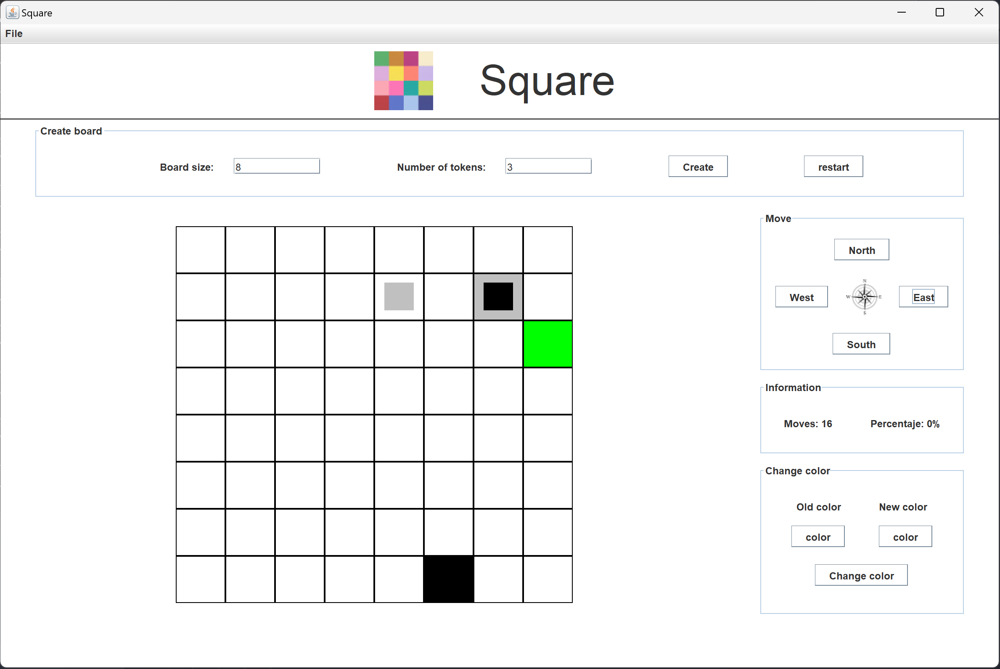 Square
File
Square
Create board
Board size: 8 Number of tokens: 3 Create restart
Move
North
N
West W E East
S
South
Information
Moves: 16 Percentaje: 0%
Change color
Old color New color
color color
Change color